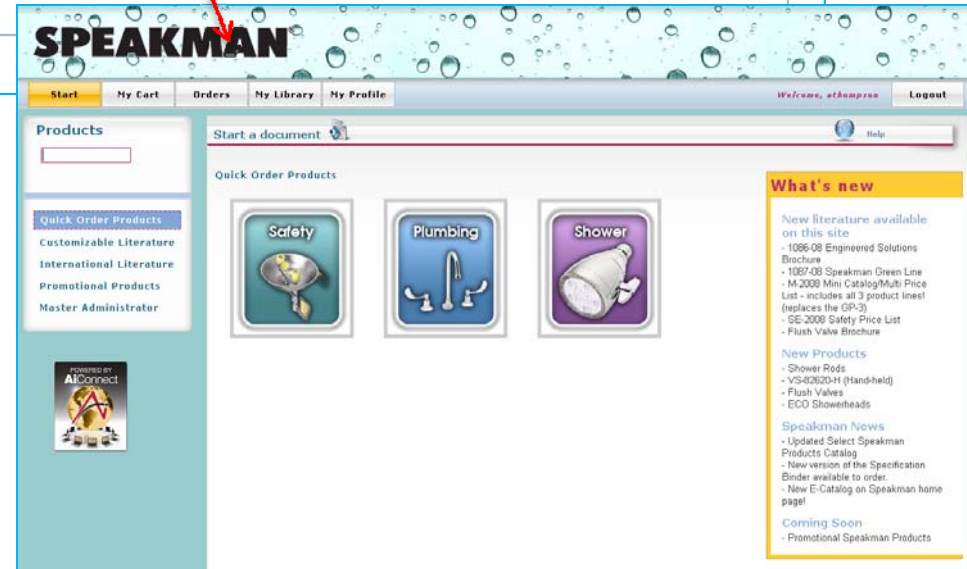 SPEAKMAN®
Start
My Cart
Orders
My Library
My Profile
Welcome, athompson
Logout
Products
Start a document
Help
Quick Order Products
Customizable Literature
International Literature
Promotional Products
Master Administrator
POWERED BY
AiConnect
Quick Order Products
Safety
Plumbing
Shower
What's new
New literature available
on this site
- 1086-08 Engineered Solutions
Brochure
- 1087-08 Speakman Green Line
- M-2008 Mini Catalog/Multi Price
List - includes all 3 product lines!
(replaces the GP-3)
- SE-2008 Safety Price List
- Flush Valve Brochure
New Products
- Shower Rods
- VS-82620-H (Hand-held)
- Flush Valves
- ECO Showerheads
Speakman News
- Updated Select Speakman
Products Catalog
- New version of the Specification
Binder available to order.
- New E-Catalog on Speakman home
page!
Coming Soon
- Promotional Speakman Products